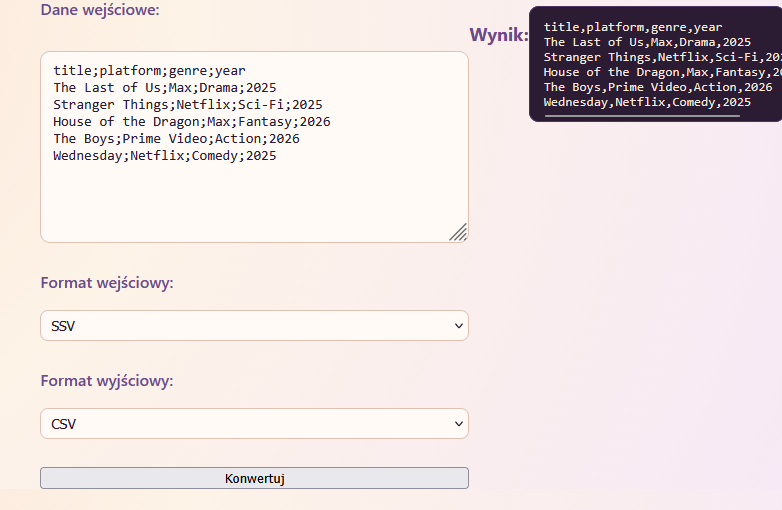 Dane wejściowe:
title;platform;genre;year
The Last of Us;Max;Drama;2025
Stranger Things;Netflix;Sci-Fi;2025
House of the Dragon;Max;Fantasy;2026
The Boys;Prime Video;Action;2026
Wednesday;Netflix;Comedy;2025
Format wejściowy:
SSV
Format wyjściowy:
CSV
Konwertuj
Wynik:
title,platform,genre,year
The Last of Us,Max,Drama,2025
Stranger Things,Netflix,Sci-Fi,
House of the Dragon,Max,Fantasy,
The Boys,Prime Video,Action,2026
Wednesday,Netflix,Comedy,2025